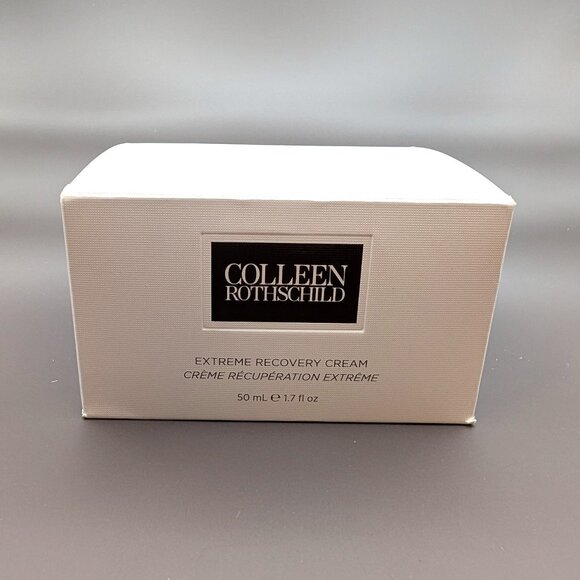 COLLEEN
ROTHSCHILD
EXTREME RECOVERY CREAM
CRÈME RÉCUPÉRATION EXTRÊME
50 mL ℮ 1.7 fl oz